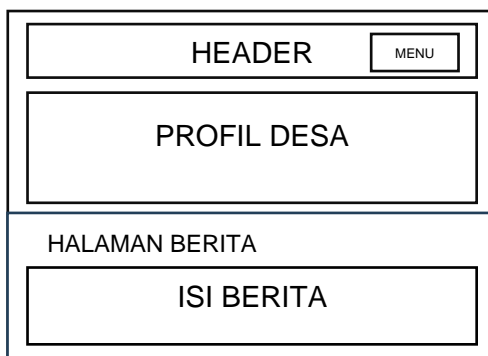 HEADER MENU
PROFIL DESA
HALAMAN BERITA
ISI BERITA